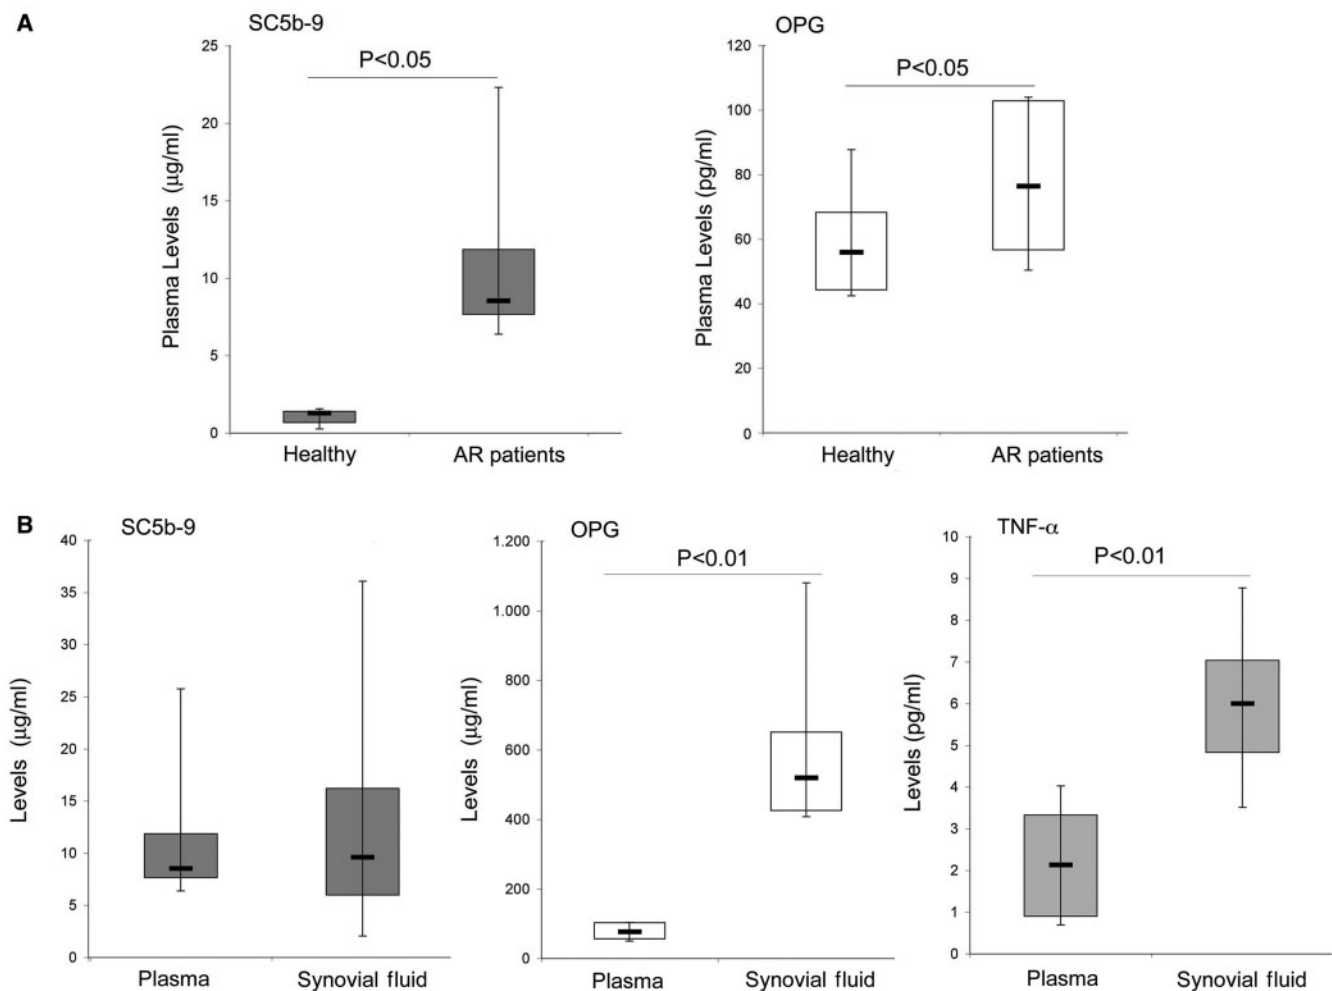 A
SC5b-9
P<0.05
Plasma Levels (µg/ml)
25
20
15
10
5
0
Healthy
AR patients
OPG
P<0.05
Plasma Levels (pg/ml)
120
100
80
60
40
20
0
Healthy
AR patients
B
SC5b-9
Levels (µg/ml)
40
35
30
25
20
15
10
5
0
Plasma
Synovial fluid
OPG
P<0.01
Levels (µg/ml)
1.200
1.000
800
600
400
200
0
Plasma
Synovial fluid
TNF-α
P<0.01
Levels (pg/ml)
10
9
8
7
6
5
4
3
2
1
0
Plasma
Synovial fluid